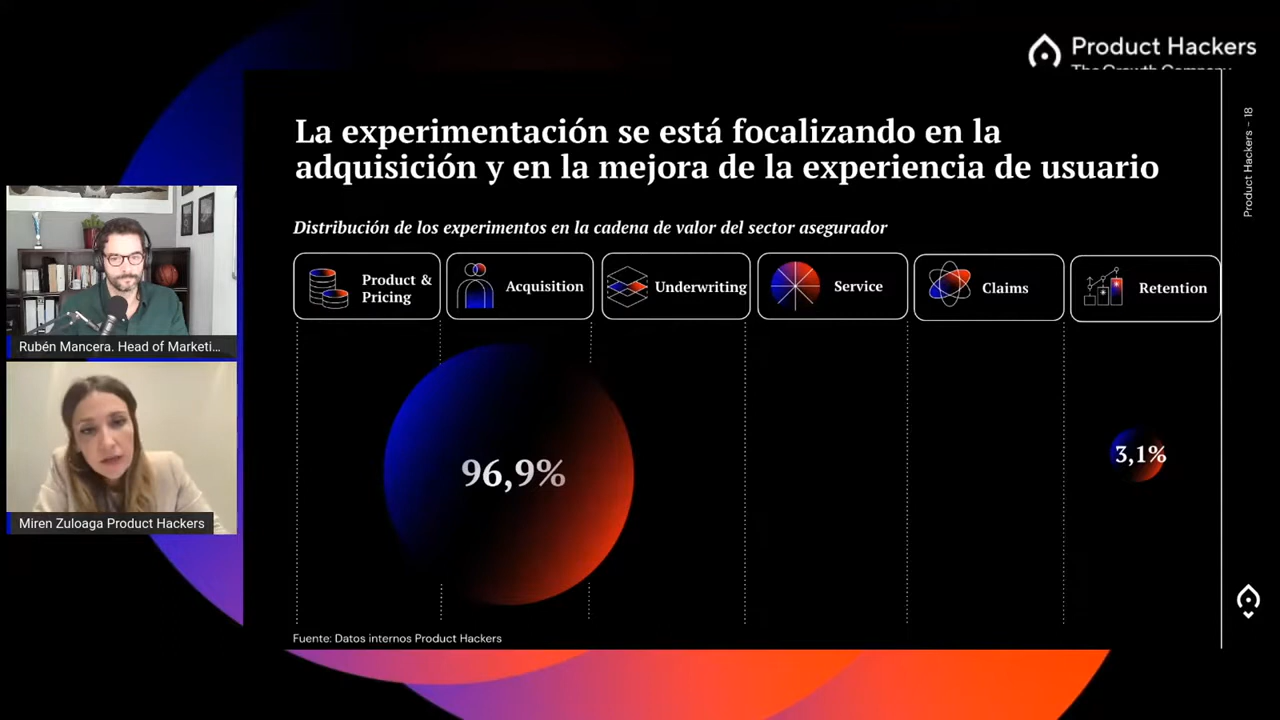 Product Hackers
The Growth Company
Product Hackers - 18
La experimentación se está focalizando en la
adquisición y en la mejora de la experiencia de usuario
Distribución de los experimentos en la cadena de valor del sector asegurador
Product &
Pricing
Acquisition
Underwriting
Service
Claims
Retention
96,9%
3,1%
Fuente: Datos internos Product Hackers
Rubén Mancera. Head of Marketi...
Miren Zuloaga Product Hackers